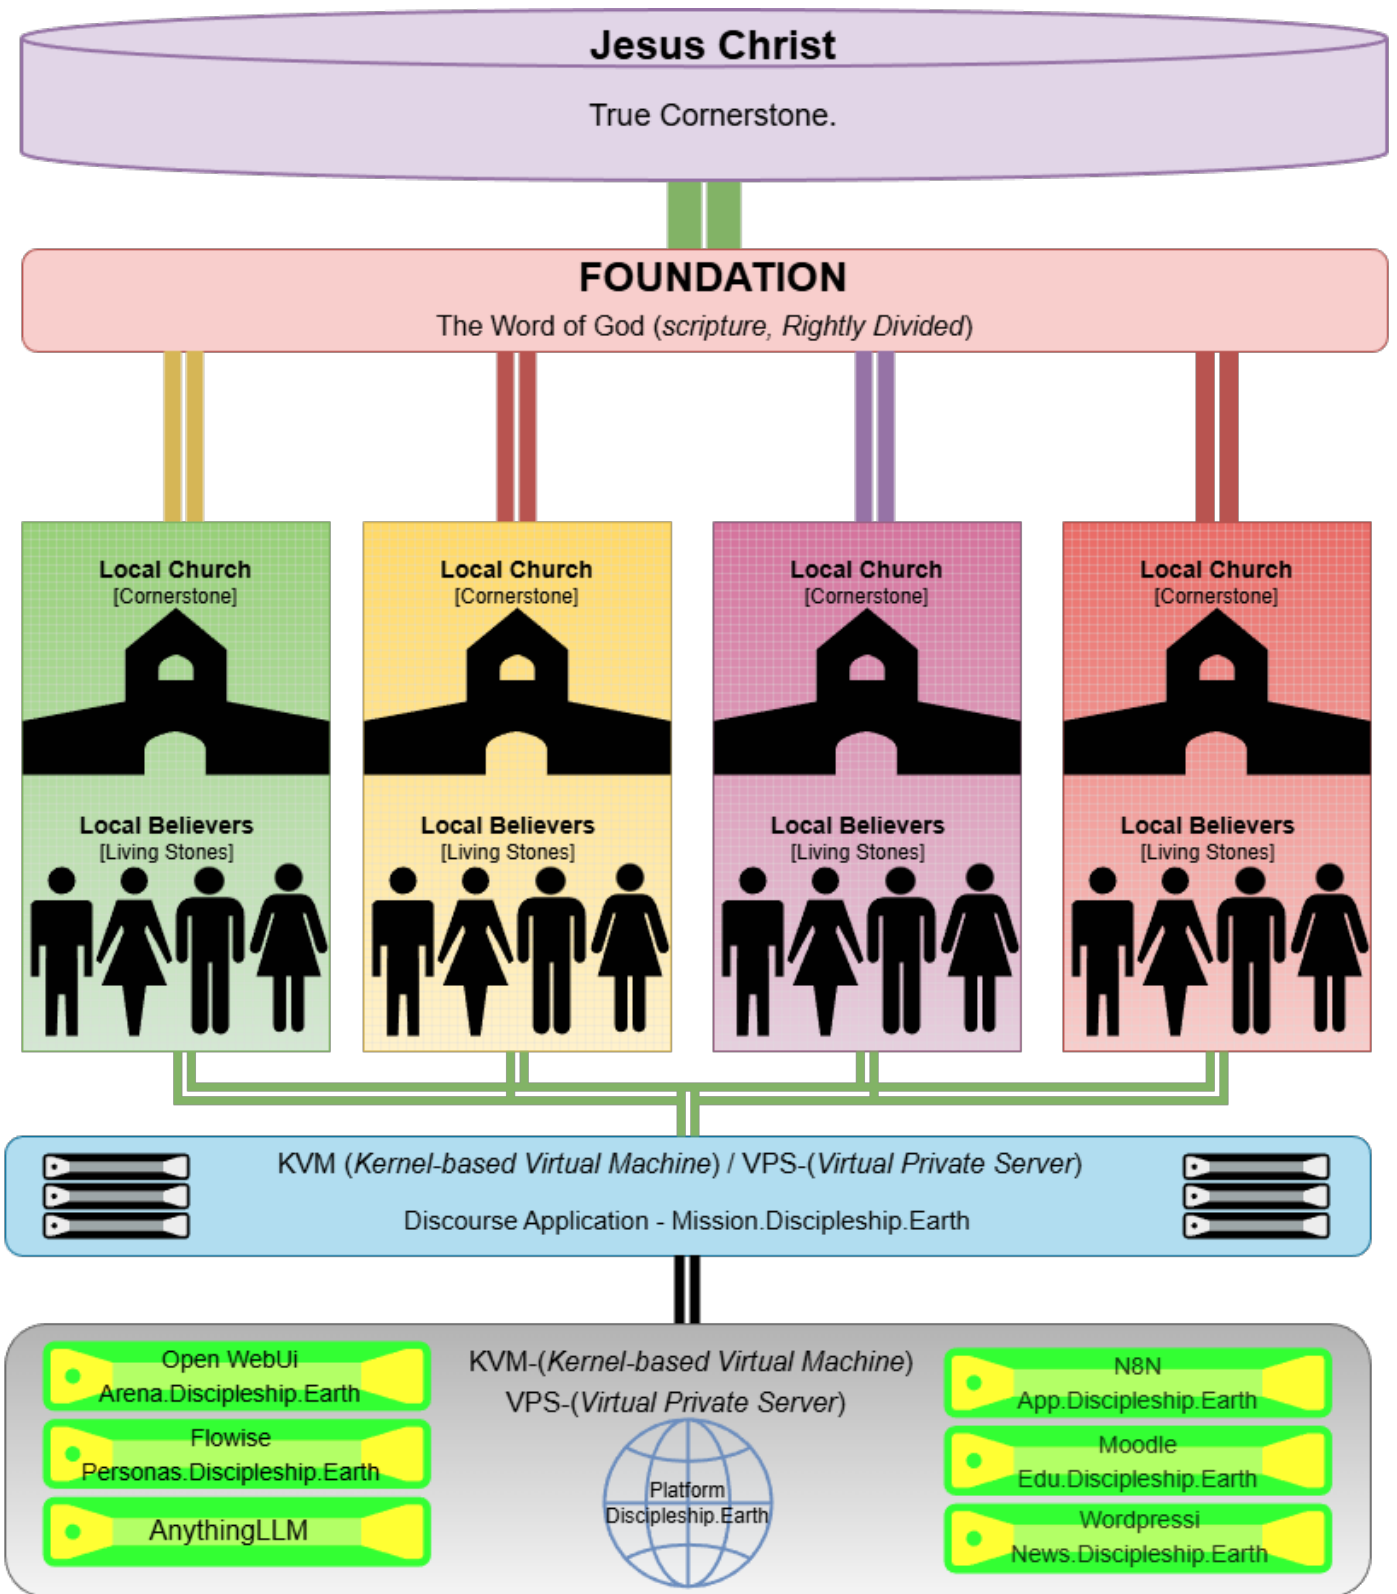 Jesus Christ
True Cornerstone.
FOUNDATION
The Word of God (scripture, Rightly Divided)
Local Church
[Cornerstone]
Local Believers
[Living Stones]
Local Church
[Cornerstone]
Local Believers
[Living Stones]
Local Church
[Cornerstone]
Local Believers
[Living Stones]
Local Church
[Cornerstone]
Local Believers
[Living Stones]
KVM (Kernel-based Virtual Machine) / VPS-(Virtual Private Server)
Discourse Application - Mission.Discipleship.Earth
Open WebUi
Arena.Discipleship.Earth
Flowise
Personas.Discipleship.Earth
AnythingLLM
KVM-(Kernel-based Virtual Machine)
VPS-(Virtual Private Server)
Platform
Discipleship.Earth
N8N
App.Discipleship.Earth
Moodle
Edu.Discipleship.Earth
Wordpressi
News.Discipleship.Earth